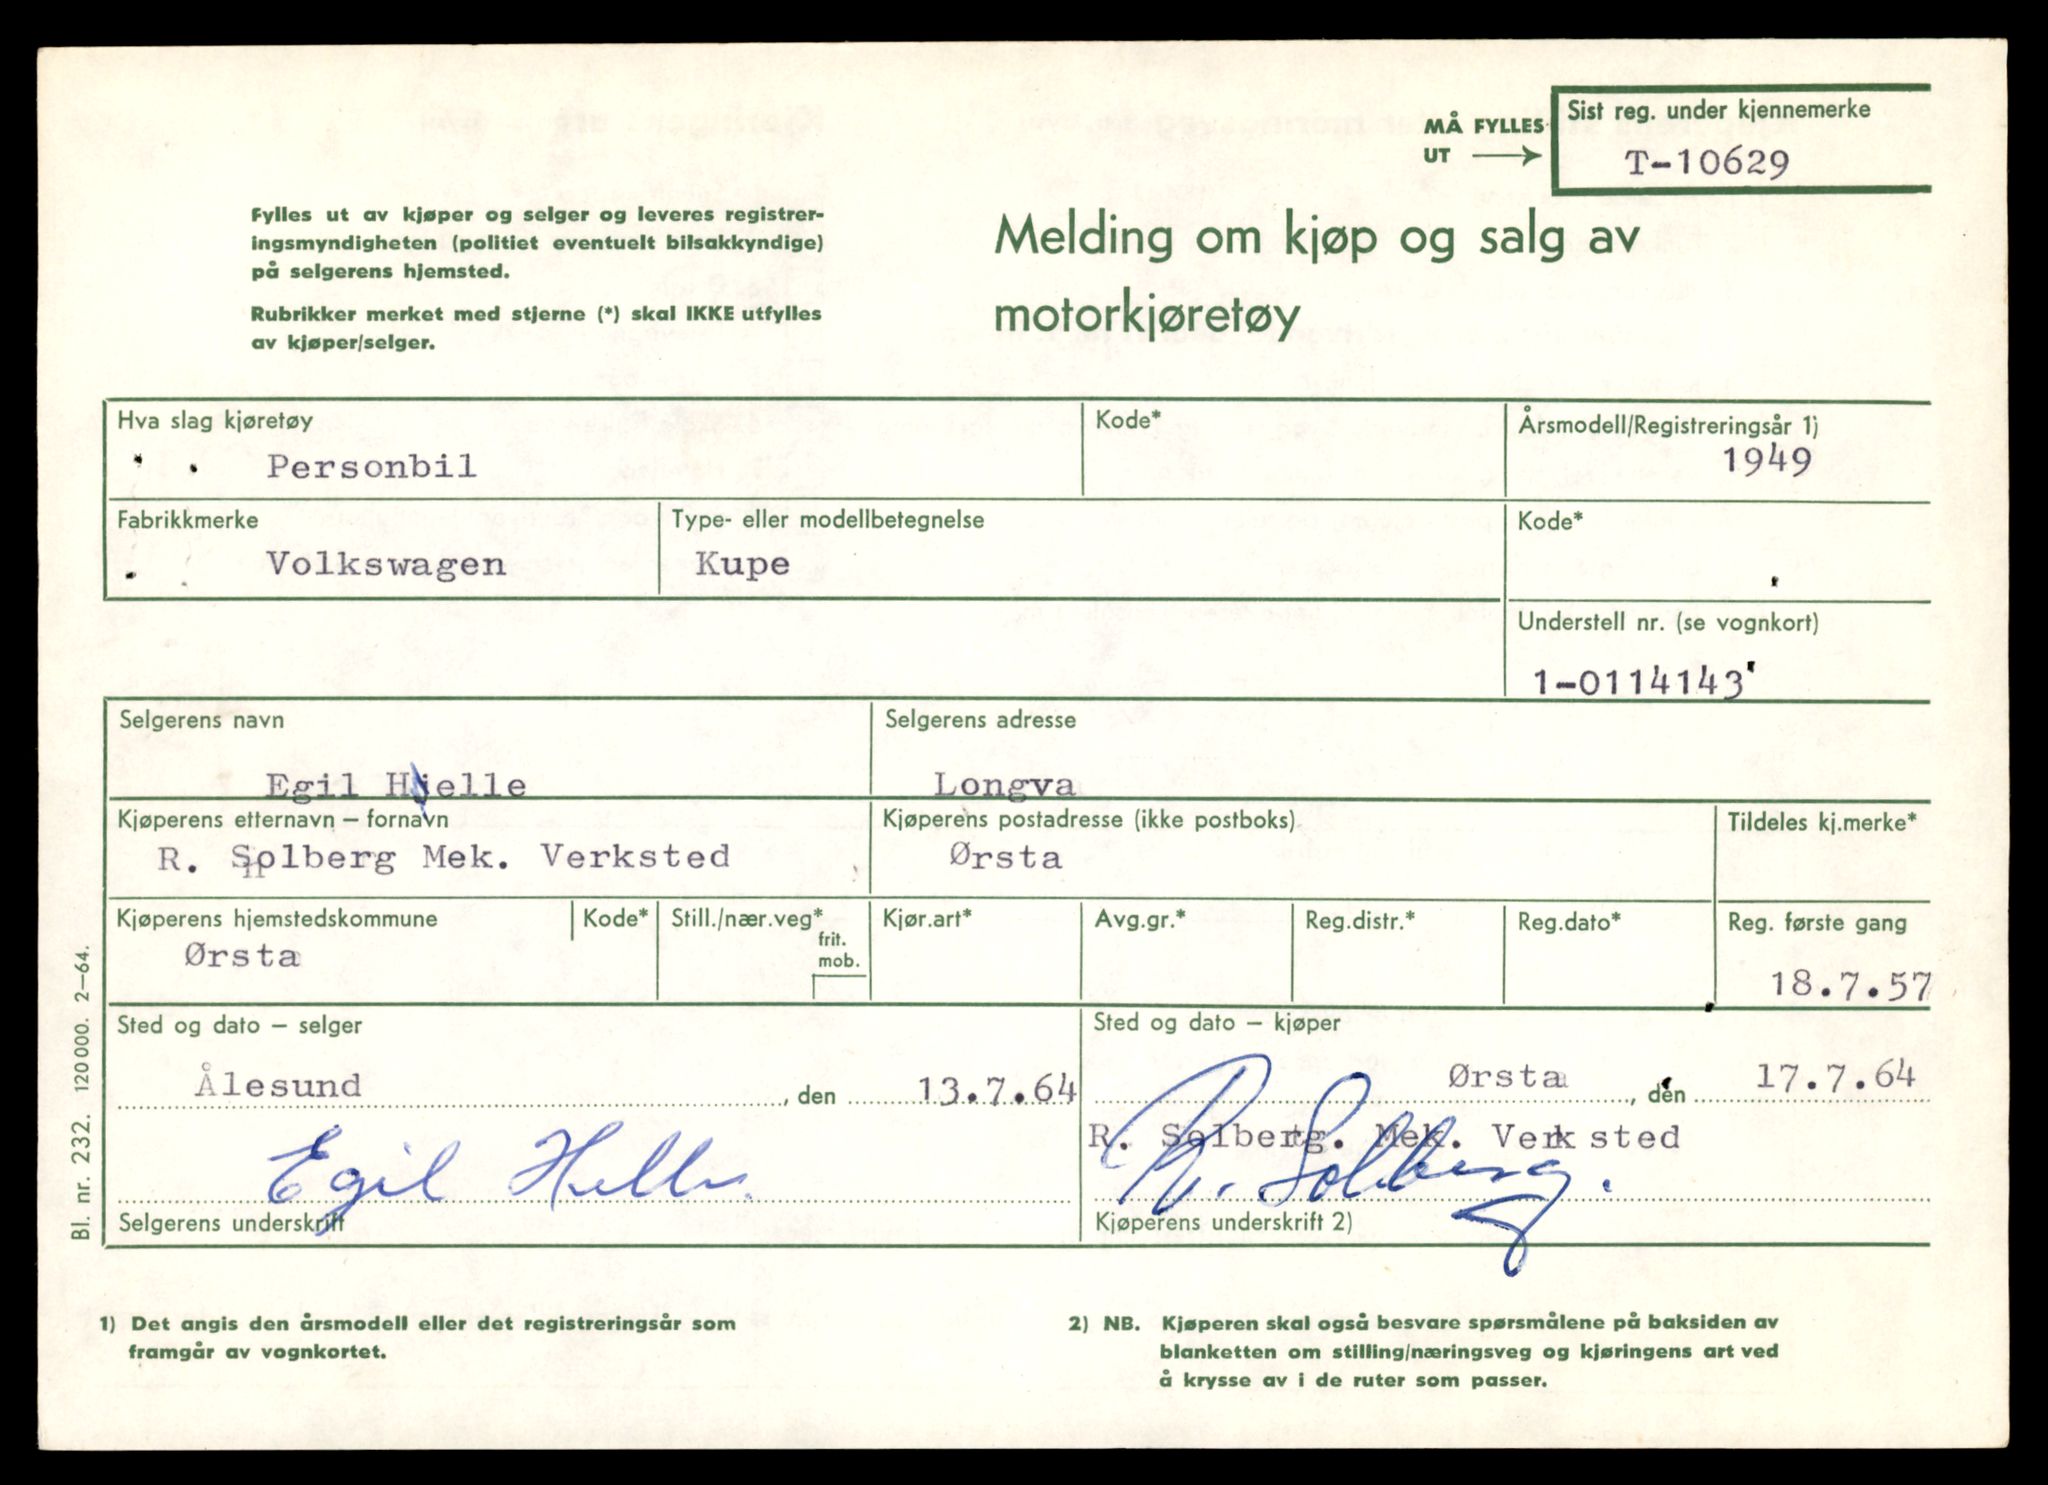 Sist reg. under kjennemerke
MÅ FYLLES
UT
T-10629
Fylles ut av kjøper og selger og leveres registrer-
ingsmyndigheten (politiet eventuelt bilsakkyndige)
på selgerens hjemsted.
Rubrikker merket med stjerne (*) skal IKKE utfylles
av kjøper/selger.
Melding om kjøp og salg av
motorkjøretøy
Hva slag kjøretøy
Personbil
Kode*
Årsmodell/Registreringsår 1)
1949
Fabrikkmerke
Volkswagen
Type- eller modellbetegnelse
Kupe
Kode*
Understell nr. (se vognkort)
1-0114143
Selgerens navn
Egil Hjelle
Selgerens adresse
Longva
Kjøperens etternavn – fornavn
R. Solberg Mek. Verksted
Kjøperens postadresse (ikke postboks)
Ørsta
Tildeles kj.merke*
Kjøperens hjemstedskommune
Ørsta
Kode*
Still./nær.veg*
frit.
mob.
Kjør.art*
Avg.gr.*
Reg.distr.*
Reg.dato*
Reg. første gang
18.7.57
Sted og dato – selger
Ålesund, den 13.7.64
Egil Helle
Selgerens underskrift
Sted og dato – kjøper
Ørsta, den 17.7.64
R. Solberg. Mek. Verksted
R. Solberg.
Kjøperens underskrift 2)
Bl. nr. 232. 120 000. 2–64.
1) Det angis den årsmodell eller det registreringsår som
framgår av vognkortet.
2) NB. Kjøperen skal også besvare spørsmålene på baksiden av
blanketten om stilling/næringsveg og kjøringens art ved
å krysse av i de ruter som passer.